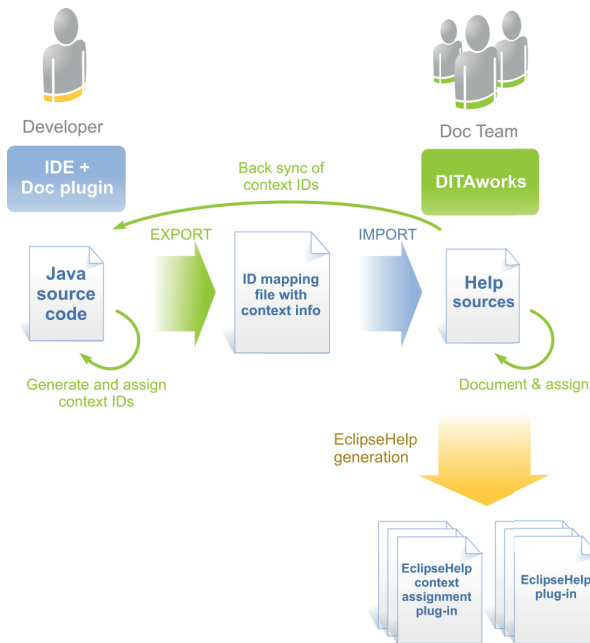 Developer
Doc Team
IDE +
Doc plugin
DITAworks
Back sync of
context IDs
EXPORT
IMPORT
Java
source
code
ID mapping
file with
context info
Help
sources
Generate and assign
context IDs
Document & assign
EclipseHelp
generation
EclipseHelp
context
assignment
plug-in
EclipseHelp
plug-in